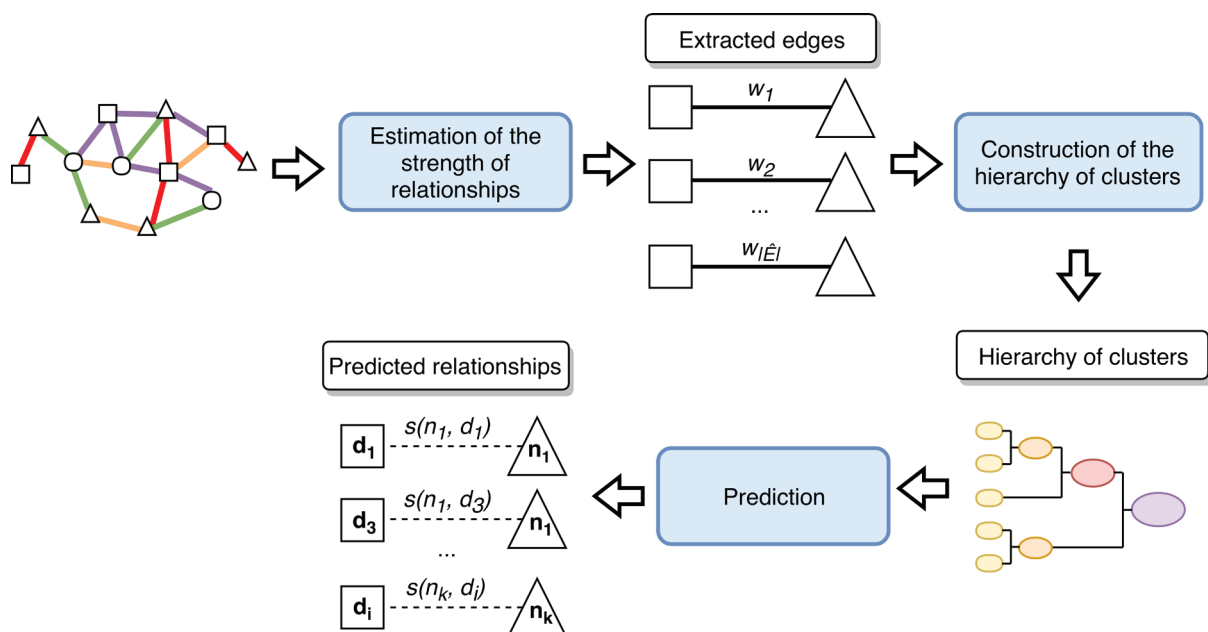 Extracted edges
Estimation of the
strength of
relationships
w1
w2
...
w|Ê|
Construction of the
hierarchy of clusters
Hierarchy of clusters
Prediction
Predicted relationships
d1 s(n1, d1) n1
d3 s(n1, d3) n1
...
di s(nk, di) nk